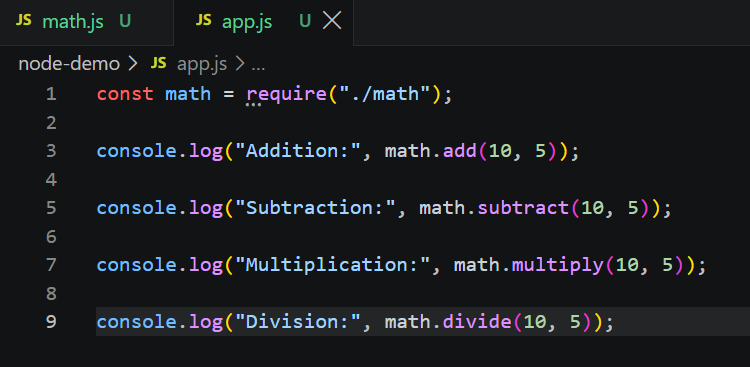 JS math.js U JS app.js U
node-demo > JS app.js > ...
1 const math = require("./math");
2
3 console.log("Addition:", math.add(10, 5));
4
5 console.log("Subtraction:", math.subtract(10, 5));
6
7 console.log("Multiplication:", math.multiply(10, 5));
8
9 console.log("Division:", math.divide(10, 5));